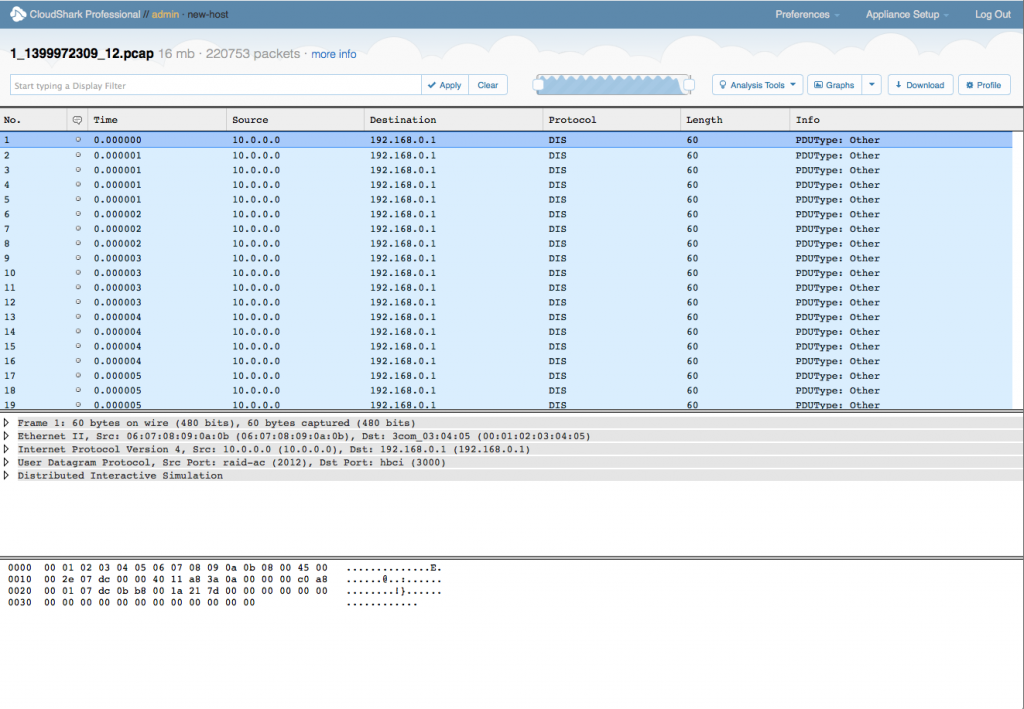 CloudShark Professional // admin · new-host Preferences Appliance Setup Log Out
1_1399972309_12.pcap 16 mb · 220753 packets · more info
Start typing a Display Filter Apply Clear Analysis Tools Graphs Download Profile
No. Time Source Destination Protocol Length Info
1 0.000000 10.0.0.0 192.168.0.1 DIS 60 PDUType: Other
2 0.000001 10.0.0.0 192.168.0.1 DIS 60 PDUType: Other
3 0.000001 10.0.0.0 192.168.0.1 DIS 60 PDUType: Other
4 0.000001 10.0.0.0 192.168.0.1 DIS 60 PDUType: Other
5 0.000001 10.0.0.0 192.168.0.1 DIS 60 PDUType: Other
6 0.000002 10.0.0.0 192.168.0.1 DIS 60 PDUType: Other
7 0.000002 10.0.0.0 192.168.0.1 DIS 60 PDUType: Other
8 0.000002 10.0.0.0 192.168.0.1 DIS 60 PDUType: Other
9 0.000003 10.0.0.0 192.168.0.1 DIS 60 PDUType: Other
10 0.000003 10.0.0.0 192.168.0.1 DIS 60 PDUType: Other
11 0.000003 10.0.0.0 192.168.0.1 DIS 60 PDUType: Other
12 0.000003 10.0.0.0 192.168.0.1 DIS 60 PDUType: Other
13 0.000004 10.0.0.0 192.168.0.1 DIS 60 PDUType: Other
14 0.000004 10.0.0.0 192.168.0.1 DIS 60 PDUType: Other
15 0.000004 10.0.0.0 192.168.0.1 DIS 60 PDUType: Other
16 0.000004 10.0.0.0 192.168.0.1 DIS 60 PDUType: Other
17 0.000005 10.0.0.0 192.168.0.1 DIS 60 PDUType: Other
18 0.000005 10.0.0.0 192.168.0.1 DIS 60 PDUType: Other
19 0.000005 10.0.0.0 192.168.0.1 DIS 60 PDUType: Other
Frame 1: 60 bytes on wire (480 bits), 60 bytes captured (480 bits)
Ethernet II, Src: 06:07:08:09:0a:0b (06:07:08:09:0a:0b), Dst: 3com_03:04:05 (00:01:02:03:04:05)
Internet Protocol Version 4, Src: 10.0.0.0 (10.0.0.0), Dst: 192.168.0.1 (192.168.0.1)
User Datagram Protocol, Src Port: raid-ac (2012), Dst Port: hbci (3000)
Distributed Interactive Simulation
0000 00 01 02 03 04 05 06 07 08 09 0a 0b 08 00 45 00 ..............E.
0010 00 2e 07 dc 00 00 40 11 a8 3a 0a 00 00 00 c0 a8 ......@..:......
0020 00 01 07 dc 0b b8 00 1a 21 7d 00 00 00 00 00 00 ........!}......
0030 00 00 00 00 00 00 00 00 00 00 00 00 ............